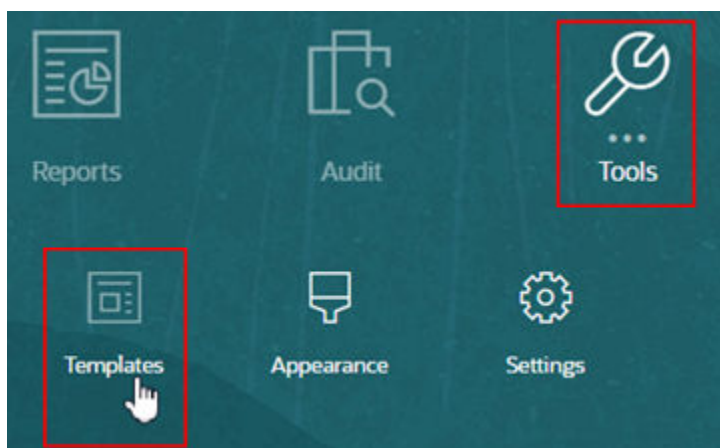 Reports
Audit
Tools
Templates
Appearance
Settings